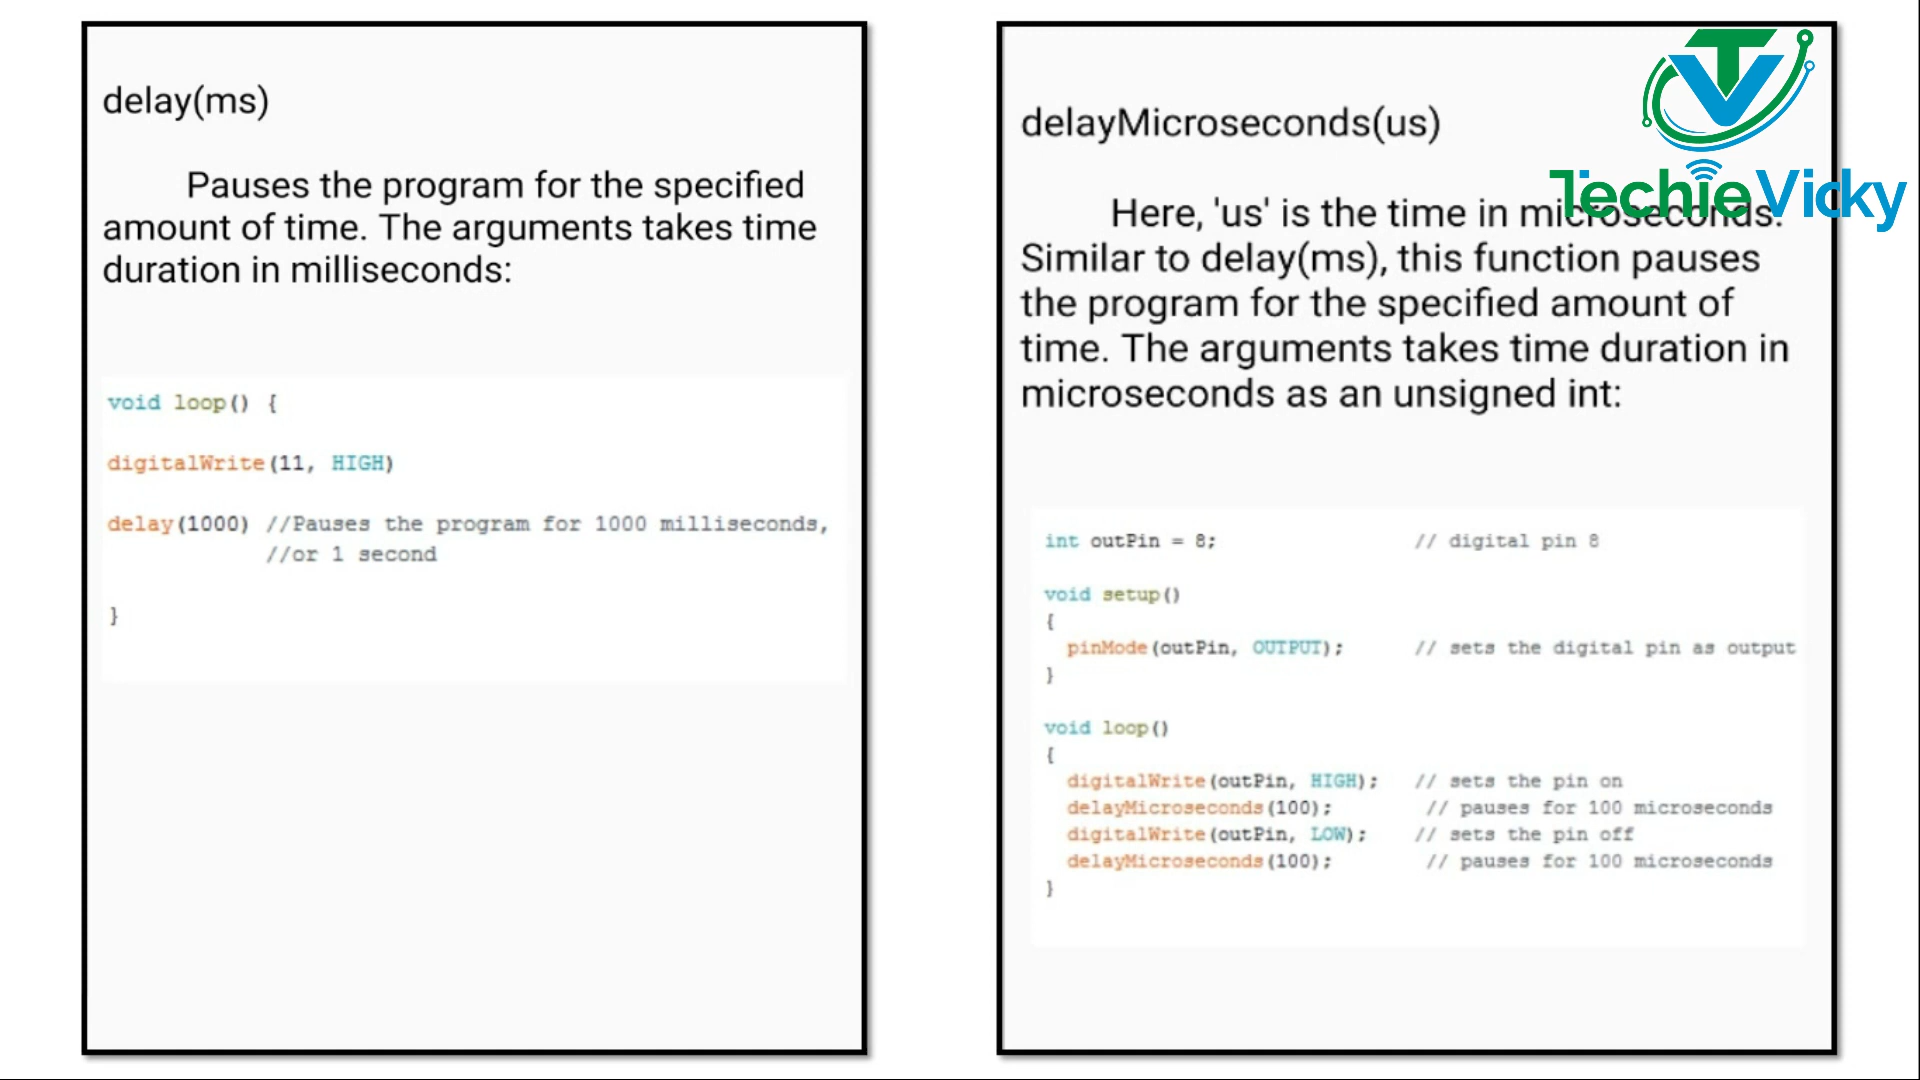 delay(ms)
Pauses the program for the specified
amount of time. The arguments takes time
duration in milliseconds:
void loop() {
digitalWrite(11, HIGH)
delay(1000) //Pauses the program for 1000 milliseconds,
//or 1 second
}
TV
TechieVicky
delayMicroseconds(us)
Here, 'us' is the time in microseconds.
Similar to delay(ms), this function pauses
the program for the specified amount of
time. The arguments takes time duration in
microseconds as an unsigned int:
int outPin = 8; // digital pin 8
void setup()
{
pinMode(outPin, OUTPUT); // sets the digital pin as output
}
void loop()
{
digitalWrite(outPin, HIGH); // sets the pin on
delayMicroseconds(100); // pauses for 100 microseconds
digitalWrite(outPin, LOW); // sets the pin off
delayMicroseconds(100); // pauses for 100 microseconds
}